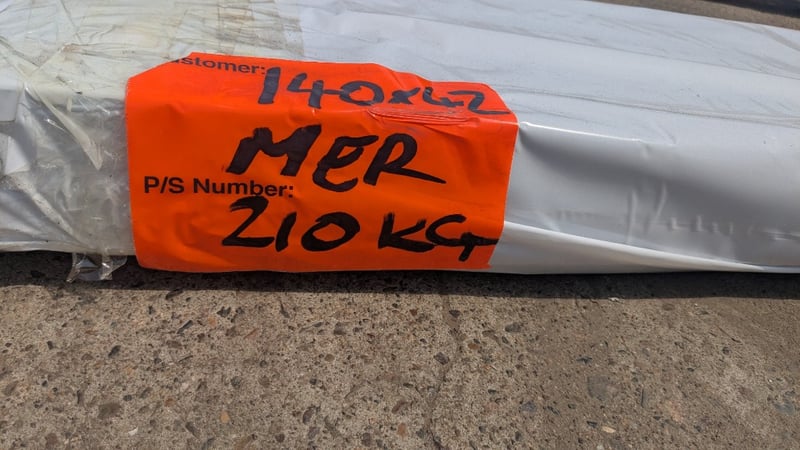 ustomer: 140x42
MER
P/S Number:
210 KG